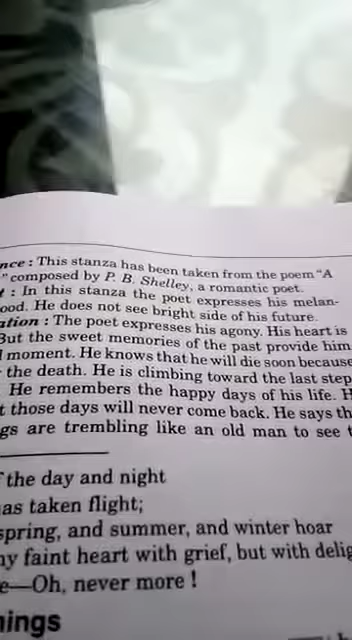 nce : This stanza has been taken from the poem "A
" composed by P. B. Shelley, a romantic poet.
t : In this stanza the poet expresses his melan-
ood. He does not see bright side of his future.
ation : The poet expresses his agony. His heart is
But the sweet memories of the past provide him
l moment. He knows that he will die soon because
the death. He is climbing toward the last step
He remembers the happy days of his life. H
t those days will never come back. He says th
gs are trembling like an old man to see t
f the day and night
as taken flight;
spring, and summer, and winter hoar
my faint heart with grief, but with delig
e—Oh, never more !
nings